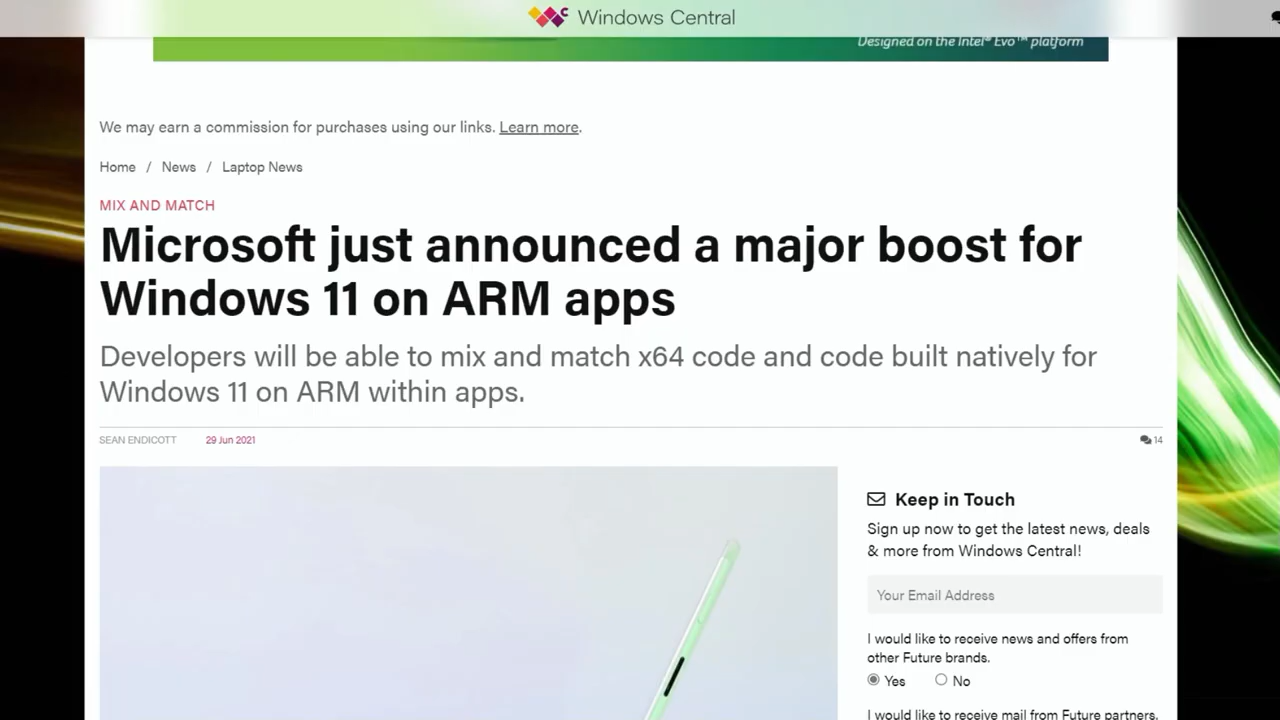 Windows Central
Designed on the Intel® Evo™ platform
We may earn a commission for purchases using our links. Learn more.
Home / News / Laptop News
MIX AND MATCH
Microsoft just announced a major boost for
Windows 11 on ARM apps
Developers will be able to mix and match x64 code and code built natively for
Windows 11 on ARM within apps.
SEAN ENDICOTT 29 Jun 2021 14
Keep in Touch
Sign up now to get the latest news, deals
& more from Windows Central!
Your Email Address
I would like to receive news and offers from
other Future brands.
Yes No
I would like to receive mail from Future partners.